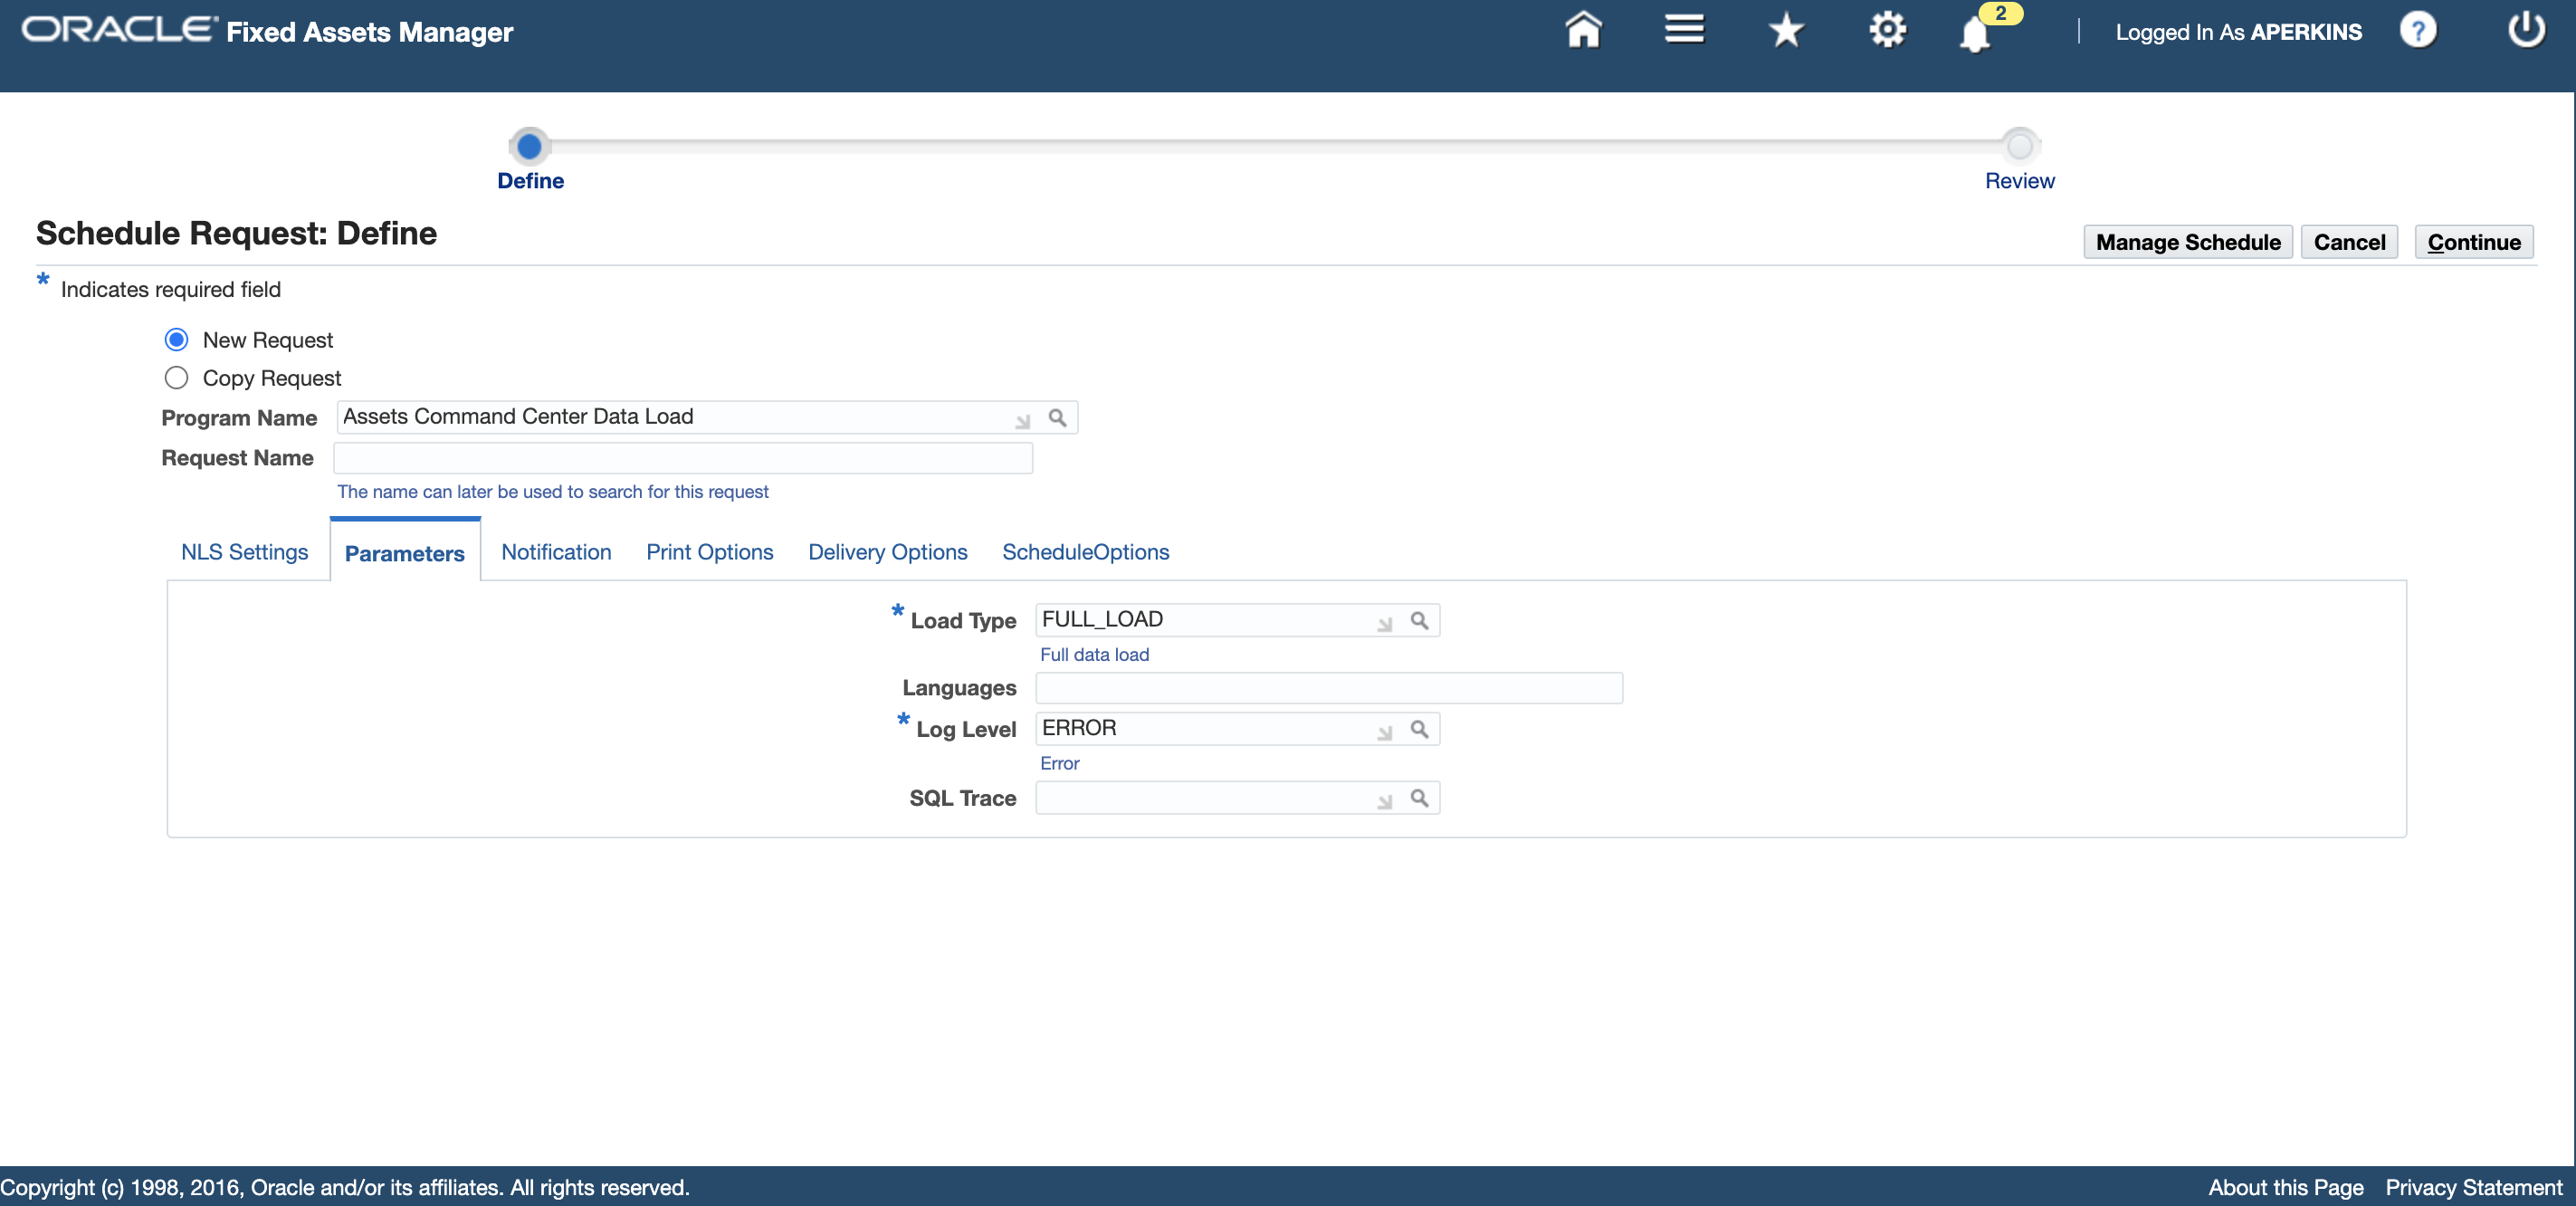 ORACLE Fixed Assets Manager
2
Logged In As APERKINS
?
Define
Review
Schedule Request: Define
Manage Schedule
Cancel
Continue
* Indicates required field
New Request
Copy Request
Program Name Assets Command Center Data Load
Request Name
The name can later be used to search for this request
NLS Settings Parameters Notification Print Options Delivery Options ScheduleOptions
* Load Type FULL_LOAD
Full data load
Languages
* Log Level ERROR
Error
SQL Trace
Copyright (c) 1998, 2016, Oracle and/or its affiliates. All rights reserved.
About this Page Privacy Statement